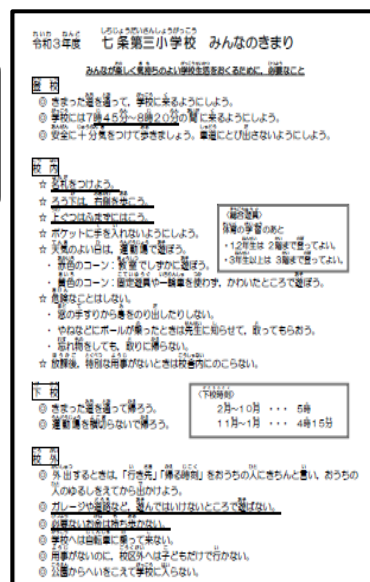 令和3年度 七条第三小学校 みんなのきまり
みんなが楽しく気持ちのよい学校生活をおくるために、必要なこと
登校
◎ きまった道を通って、学校に来るようにしよう。
◎ 学校には7時45分〜8時20分の間に来るようにしよう。
◎ 安全に十分気をつけて歩きましょう。車道にとび出さないようにしよう。
校内
☆ 名札をつけよう。
☆ ろう下は、右側を歩こう。
☆ 上ぐつはふまずにはこう。
☆ ポケットに手を入れないようにしよう。
☆ 天気のよい日は、運動場で遊ぼう。
・ 赤色のコーン：教室でしずかに遊ぼう。
・ 黄色のコーン：固定遊具や一輪車を使わず、かわいたところで遊ぼう。
☆ 危険なことはしない。
・ 窓の手すりから身をのり出したりしない。
・ やねなどにボールが乗ったときは先生に知らせて、取ってもらおう。
・ 忘れ物をしても、取りに帰らない。
☆ 放課後、特別な用事がないときは校舎内にのこらない。
体育の学習のあと
・1,2年生は 2階まで登ってよい。
・3年生以上は 3階まで登ってよい。
下校
◎ きまった道を通って帰ろう。
◎ 運動場を横切らないで帰ろう。
〈下校時刻〉
2月〜10月 ・・・ 5時
11月〜1月 ・・・ 4時15分
校外
◎ 外出するときは、「行き先」「帰る時刻」をおうちの人にきちんと言い、おうちの
人のゆるしをえてから出かけよう。
◎ ガレージや道路など、遊んではいけないところで遊ばない。
◎ 必要ないお金は持ち歩かない。
◎ 学校へは自転車に乗って来ない。
◎ 用事がないのに、校区外へは子どもだけで行かない。
◎ 公園からへいをこえて学校に入らない。